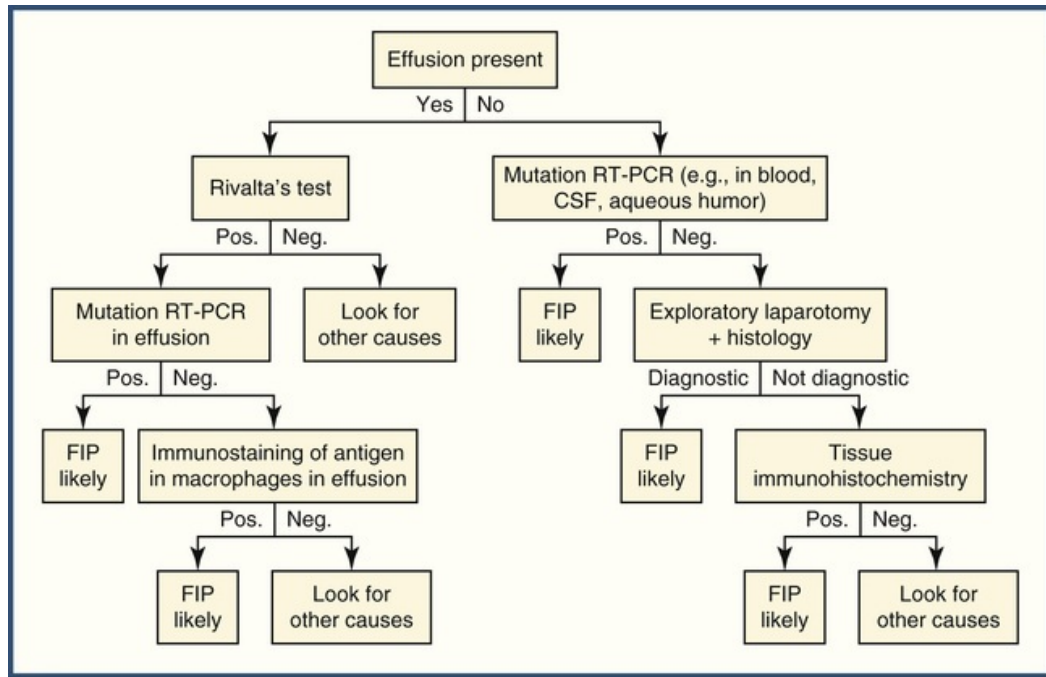 Effusion present
Yes No
Rivalta's test
Mutation RT-PCR (e.g., in blood,
CSF, aqueous humor)
Pos. Neg.
Pos. Neg.
Mutation RT-PCR
in effusion
Look for
other causes
FIP
likely
Exploratory laparotomy
+ histology
Pos. Neg.
Diagnostic Not diagnostic
FIP
likely
Immunostaining of antigen
in macrophages in effusion
FIP
likely
Tissue
immunohistochemistry
Pos. Neg.
Pos. Neg.
FIP
likely
Look for
other causes
FIP
likely
Look for
other causes